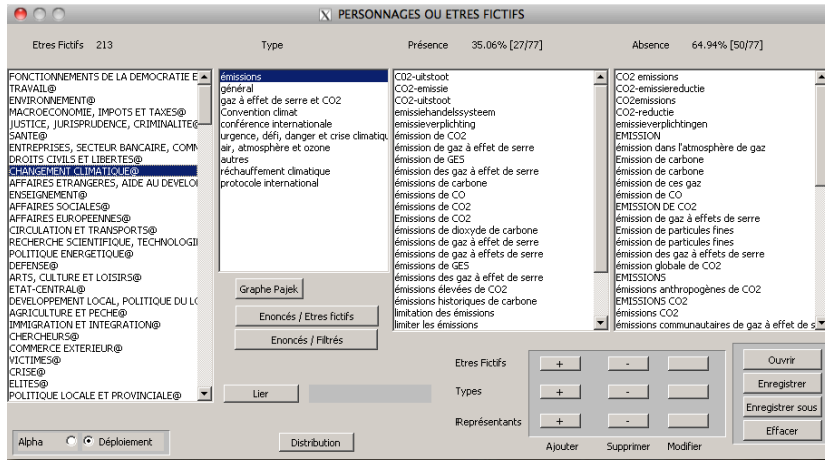 PERSONNAGES OU ETRES FICTIFS
Etres Fictifs 213
Type
Présence 35.06% [27/77]
Absence 64.94% [50/77]
FONCTIONNEMENTS DE LA DEMOCRATIE E
TRAVAIL@
ENVIRONNEMENT@
MACROECONOMIE, IMPOTS ET TAXES@
JUSTICE, JURISPRUDENCE, CRIMINALITE@
SANTE@
ENTREPRISES, SECTEUR BANCAIRE, COMM
DROITS CIVILS ET LIBERTES@
CHANGEMENT CLIMATIQUE@
AFFAIRES ETRANGERES, AIDE AU DEVELO
ENSEIGNEMENT@
AFFAIRES SOCIALES@
AFFAIRES EUROPEENNES@
CIRCULATION ET TRANSPORTS@
RECHERCHE SCIENTIFIQUE, TECHNOLOGI
POLITIQUE ENERGETIQUE@
DEFENSE@
ARTS, CULTURE ET LOISIRS@
ETAT-CENTRAL@
DEVELOPPEMENT LOCAL, POLITIQUE DU L
AGRICULTURE ET PECHE@
IMMIGRATION ET INTEGRATION@
CHERCHEURS@
COMMERCE EXTERIEUR@
VICTIMES@
CRISE@
ELITES@
POLITIQUE LOCALE ET PROVINCIALE@
émissions
général
gaz à effet de serre et CO2
Convention climat
conférence internationale
urgence, défi, danger et crise climatiqu
air, atmosphère et ozone
autres
réchauffement climatique
protocole international
C02-uitstoot
CO2-emissie
CO2-uitstoot
emissiehandelssysteem
emissieverplichting
émission de CO2
émission de gaz à effet de serre
émission de GES
émission des gaz à effet de serre
émissions de carbone
émissions de CO
émissions de CO2
Emissions de CO2
émissions de dioxyde de carbone
émissions de gaz à effet de serre
émissions de gaz à effets de serre
émissions de GES
émissions des gaz à effet de serre
émissions élevées de CO2
émissions historiques de carbone
limitation des émissions
limiter les émissions
CO2 emissions
CO2-emissiereductie
CO2emissions
CO2-reductie
emissieverplichtingen
EMISSION
émission dans l'atmosphère de gaz
Emission de carbone
émission de carbone
émission de ces gaz
émission de CO
EMISSION DE CO2
émission de gaz à effets de serre
Emission de particules fines
émission de particules fines
émission des gaz à effets de serre
émission globale de CO2
EMISSIONS
émissions anthropogènes de CO2
EMISSIONS CO2
émissions CO2
émissions communautaires de gaz à effet de s
Graphe Pajek
Enoncés / Etres fictifs
Enoncés / Filtrés
Lier
Distribution
Alpha Déploiement
Etres Fictifs + -
Types + -
Représentants + -
Ajouter Supprimer Modifier
Ouvrir
Enregistrer
Enregistrer sous
Effacer